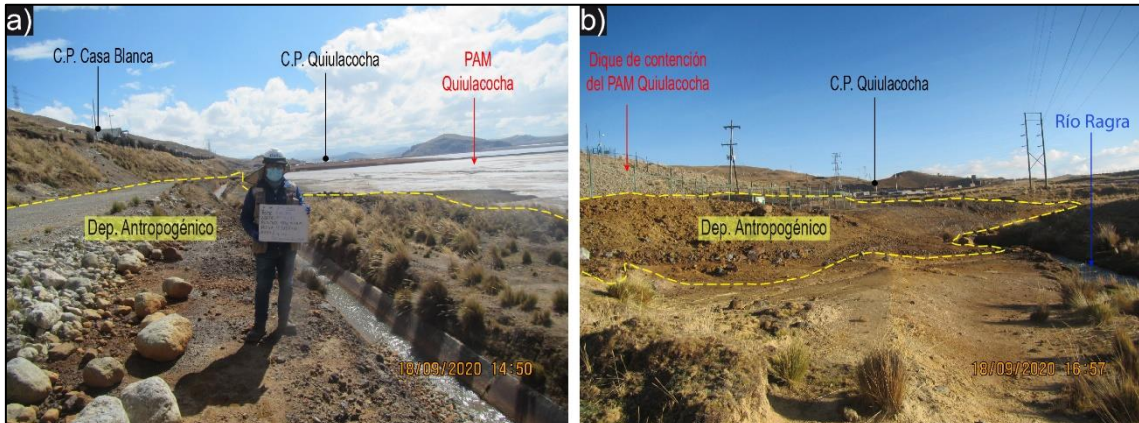 a)
C.P. Casa Blanca
C.P. Quiulacocha
PAM
Quiulacocha
Dep. Antropogénico
18/09/2020 14:50
b)
Dique de contención
del PAM Quiulacocha
C.P. Quiulacocha
Río Ragra
Dep. Antropogénico
18/09/2020 16:57